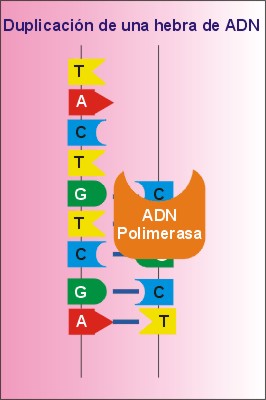 Duplicación de una hebra de ADN
T
A
C
T
G C
T ADN
Polimerasa
C G
G C
A T